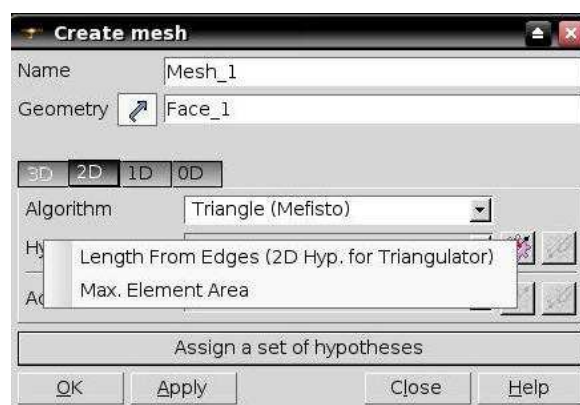 Create mesh
Name Mesh_1
Geometry Face_1
3D 2D 1D 0D
Algorithm Triangle (Mefisto)
Length From Edges (2D Hyp. for Triangulator)
Max. Element Area
Assign a set of hypotheses
OK Apply Close Help